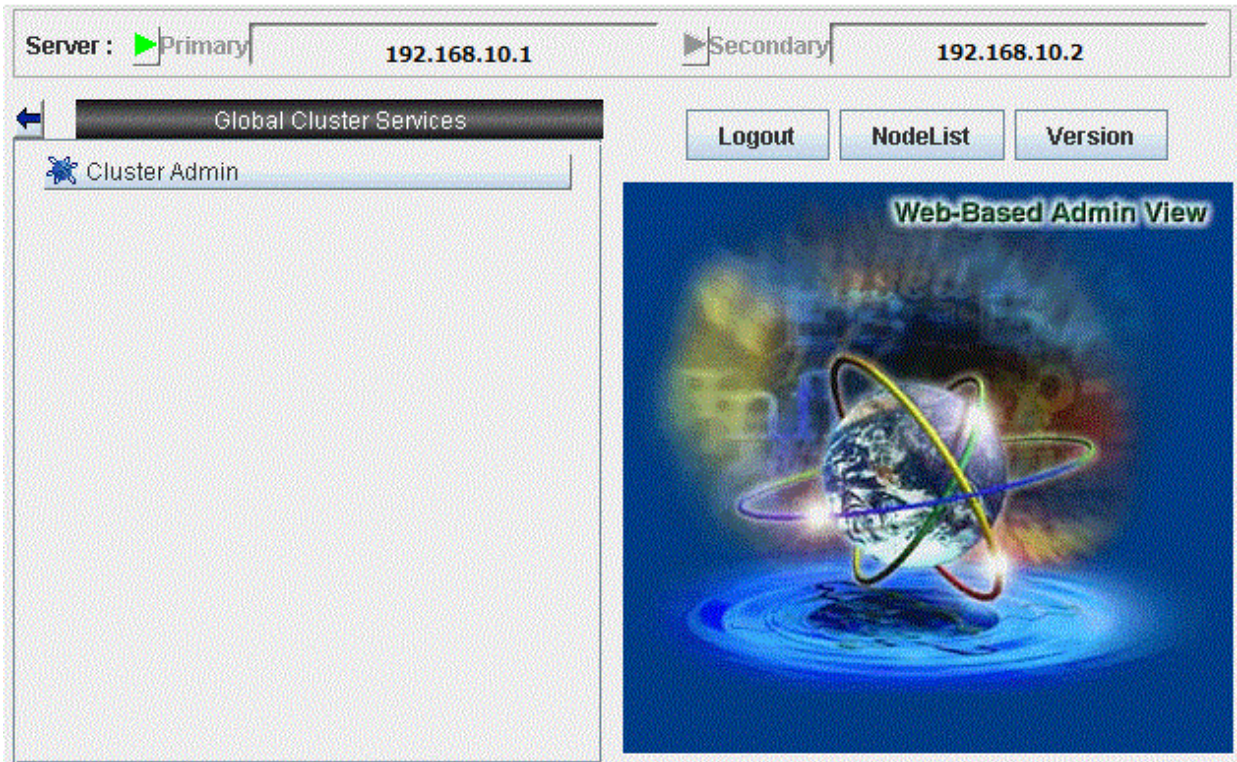 Server : Primary 192.168.10.1 Secondary 192.168.10.2
Global Cluster Services
Logout NodeList Version
Cluster Admin
Web-Based Admin View